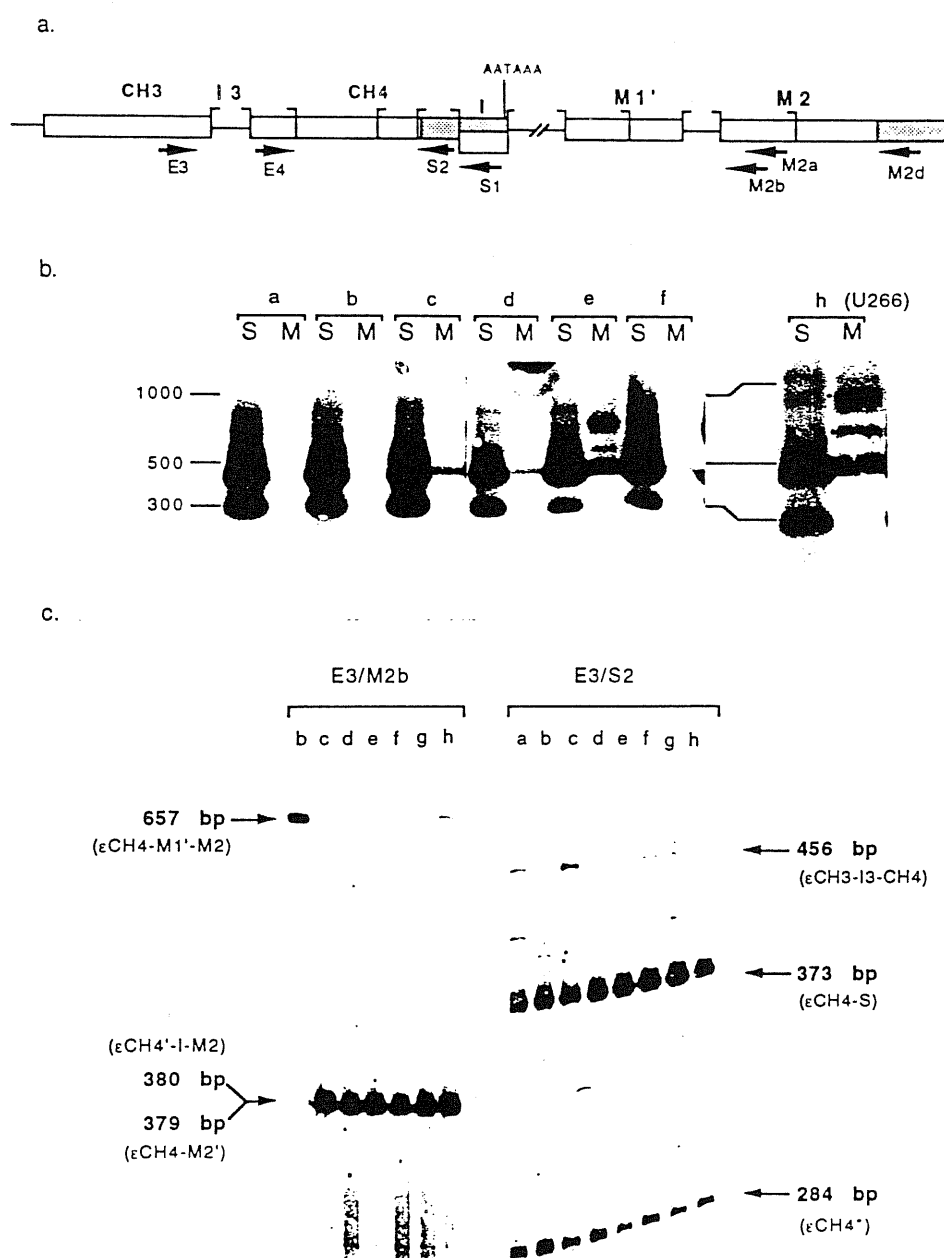 a.
AATAAA
CH3 I 3 CH4 I M1' M2
E3 E4 S2 S1 M2b M2a M2d
b.
a b c d e f h (U266)
S M S M S M S M S M S M S M
1000
500
300
c.
E3/M2b E3/S2
b c d e f g h a b c d e f g h
657 bp
(εCH4-M1'-M2)
456 bp
(εCH3-I3-CH4)
373 bp
(εCH4-S)
(εCH4'-I-M2)
380 bp
379 bp
(εCH4-M2')
284 bp
(εCH4")